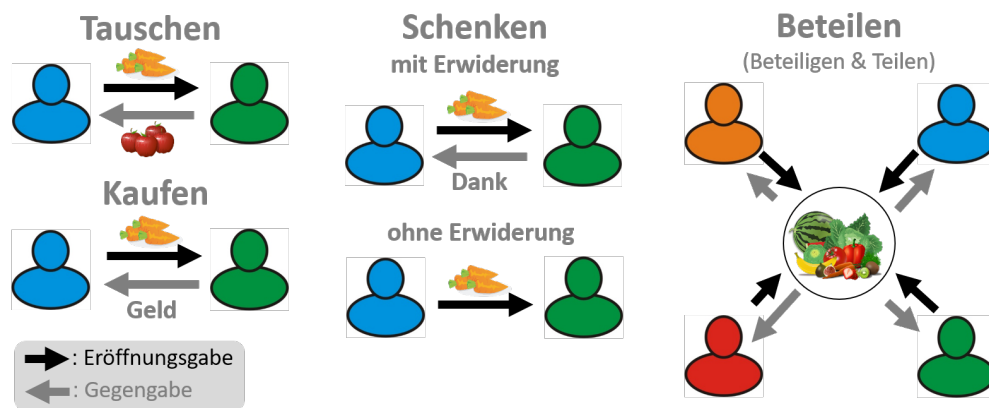 Tauschen
Kaufen
Geld
: Eröffnungsgabe
: Gegengabe
Schenken
mit Erwiderung
Dank
ohne Erwiderung
Beteilen
(Beteiligen & Teilen)